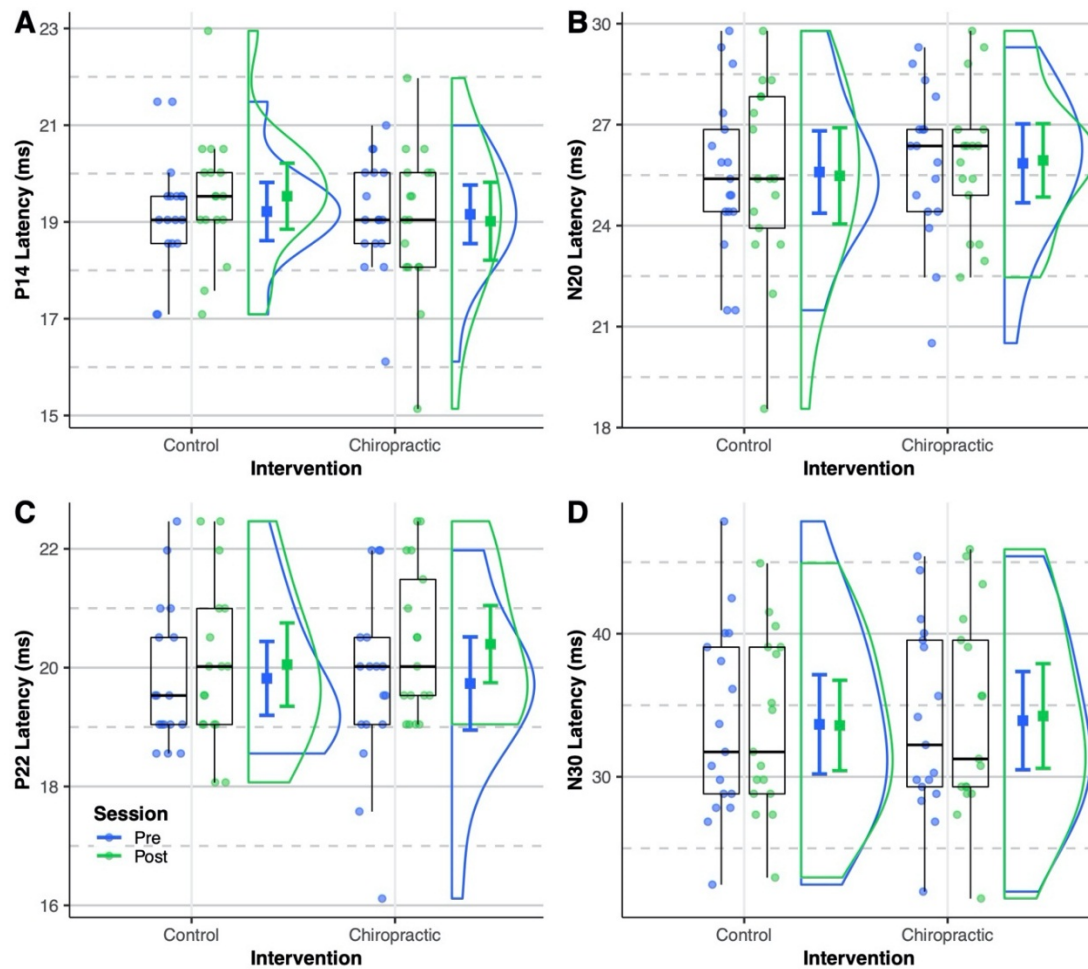 A
P14 Latency (ms)
23
21
19
17
15
Control
Chiropractic
Intervention
B
N20 Latency (ms)
30
27
24
21
18
Control
Chiropractic
Intervention
C
P22 Latency (ms)
22
20
18
16
Session
Pre
Post
Control
Chiropractic
Intervention
D
N30 Latency (ms)
40
30
Control
Chiropractic
Intervention